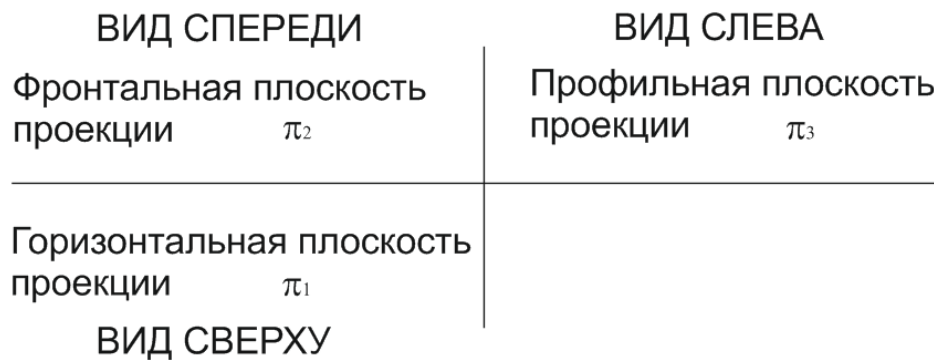 ВИД СПЕРЕДИ
Фронтальная плоскость
проекции π2
ВИД СЛЕВА
Профильная плоскость
проекции π3
Горизонтальная плоскость
проекции π1
ВИД СВЕРХУ